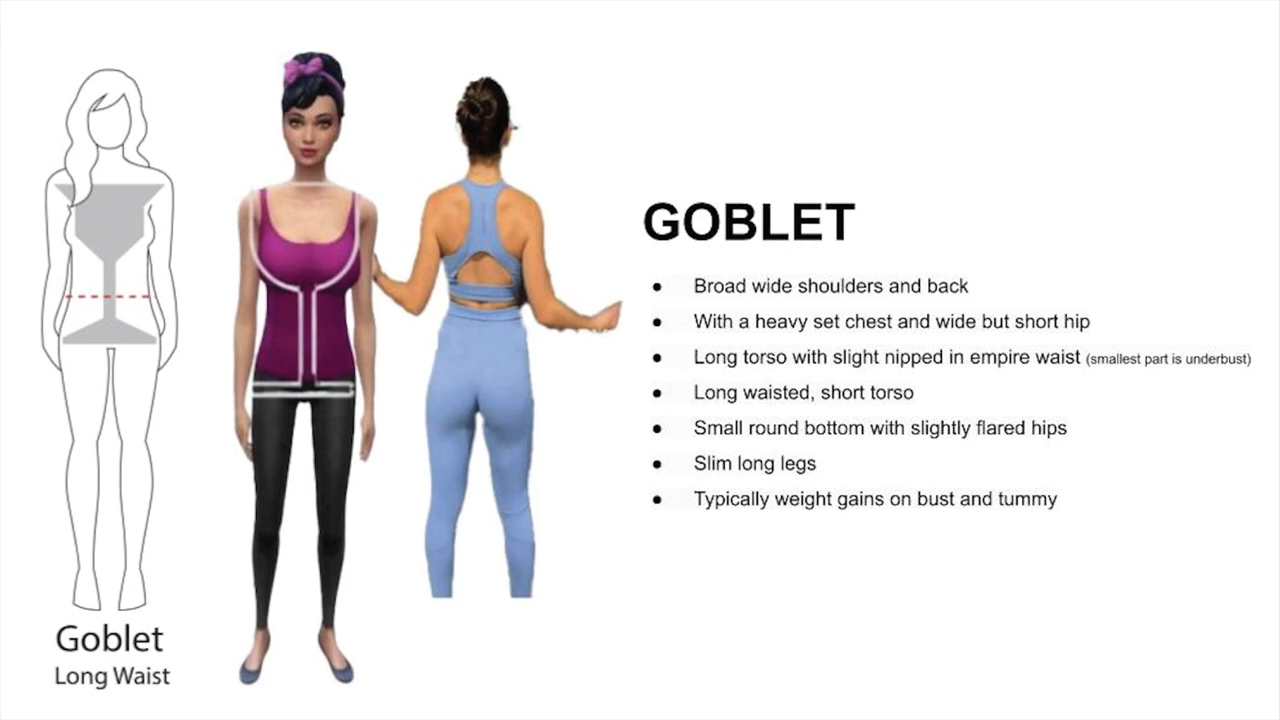 GOBLET
● Broad wide shoulders and back
● With a heavy set chest and wide but short hip
● Long torso with slight nipped in empire waist (smallest part is underbust)
● Long waisted, short torso
● Small round bottom with slightly flared hips
● Slim long legs
● Typically weight gains on bust and tummy
Goblet
Long Waist